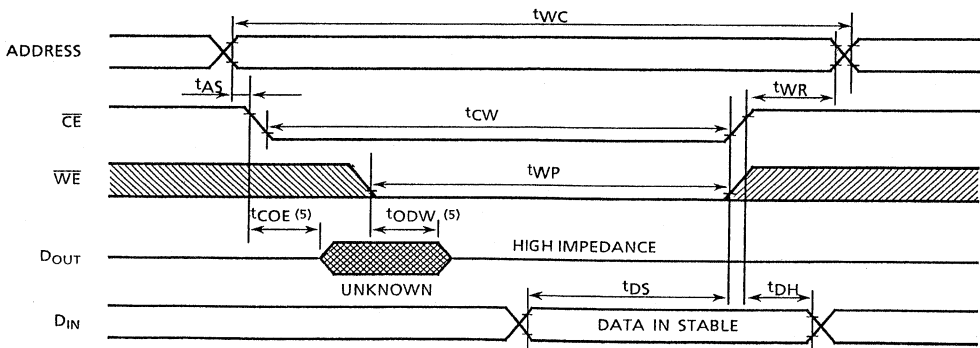 tWC
ADDRESS
tAS
tWR
CE
tCW
WE
tWP
tCOE (5)
tODW (5)
DOUT
HIGH IMPEDANCE
UNKNOWN
tDS
tDH
DIN
DATA IN STABLE